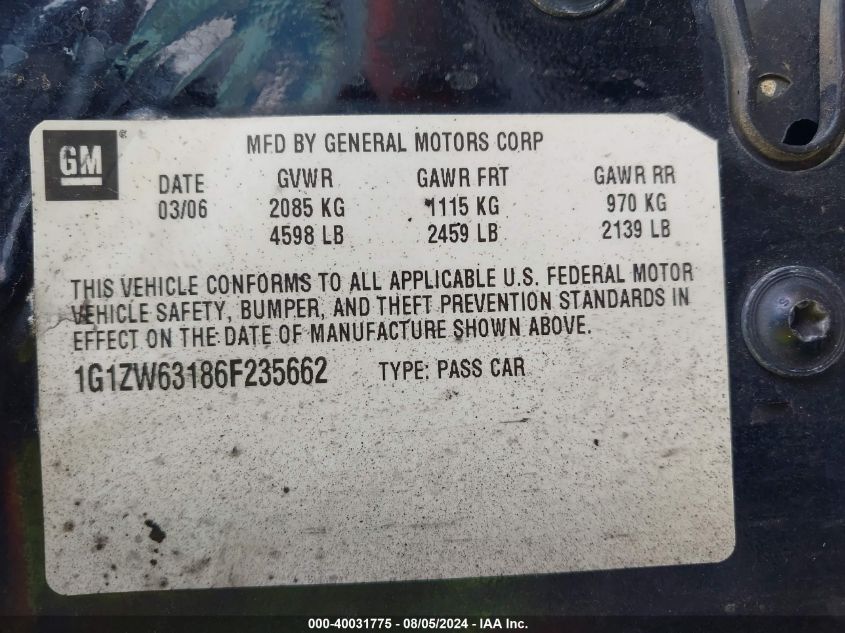 GM ®
MFD BY GENERAL MOTORS CORP
DATE GVWR GAWR FRT GAWR RR
03/06 2085 KG 1115 KG 970 KG
4598 LB 2459 LB 2139 LB
THIS VEHICLE CONFORMS TO ALL APPLICABLE U.S. FEDERAL MOTOR
VEHICLE SAFETY, BUMPER, AND THEFT PREVENTION STANDARDS IN
EFFECT ON THE DATE OF MANUFACTURE SHOWN ABOVE.
1G1ZW63186F235662 TYPE: PASS CAR
000-40031775 - 08/05/2024 - IAA Inc.